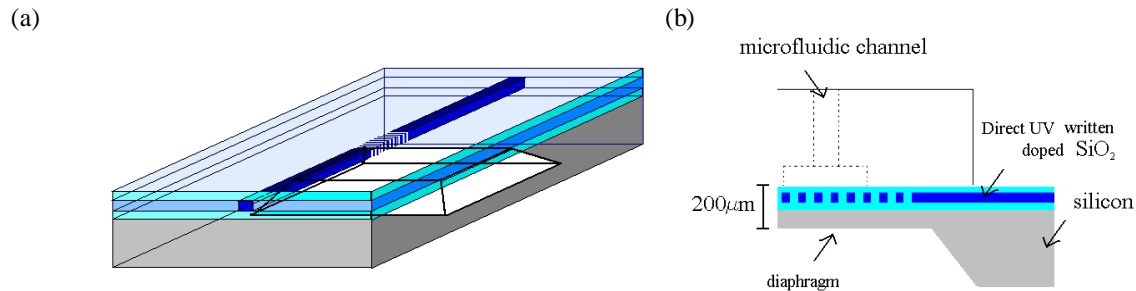 (a)
(b)
microfluidic channel
Direct UV written
doped SiO₂
200μm
silicon
diaphragm